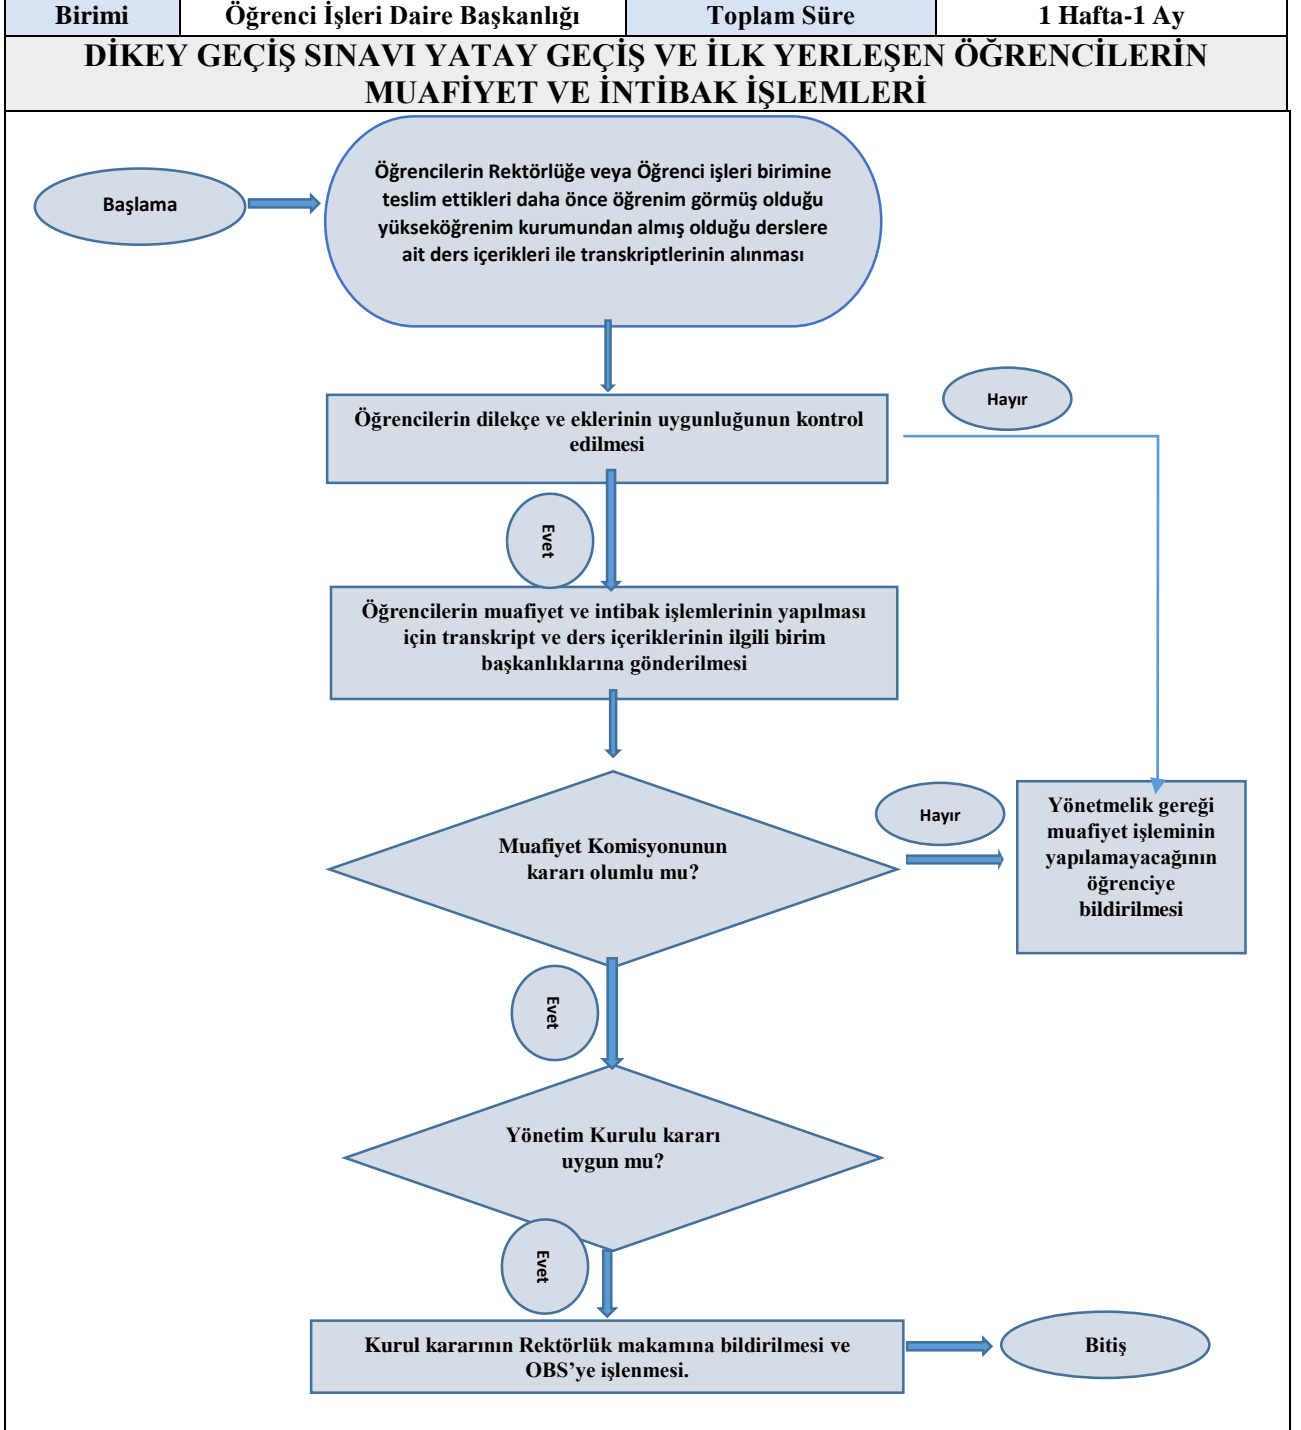 Birimi
Öğrenci İşleri Daire Başkanlığı
Toplam Süre
1 Hafta-1 Ay
DİKEY GEÇİŞ SINAVI YATAY GEÇİŞ VE İLK YERLEŞEN ÖĞRENCİLERİN
MUAFİYET VE İNTİBAK İŞLEMLERİ
Başlama
Öğrencilerin Rektörlüğe veya Öğrenci işleri birimine
teslim ettikleri daha önce öğrenim görmüş olduğu
yükseköğrenim kurumundan almış olduğu derslere
ait ders içerikleri ile transkriptlerinin alınması
Hayır
Öğrencilerin dilekçe ve eklerinin uygunluğunun kontrol
edilmesi
Evet
Öğrencilerin muafiyet ve intibak işlemlerinin yapılması
için transkript ve ders içeriklerinin ilgili birim
başkanlıklarına gönderilmesi
Muafiyet Komisyonunun
kararı olumlu mu?
Hayır
Yönetmelik gereği
muafiyet işleminin
yapılamayacağının
öğrenciye
bildirilmesi
Evet
Yönetim Kurulu kararı
uygun mu?
Evet
Kurul kararının Rektörlük makamına bildirilmesi ve
OBS’ye işlenmesi.
Bitiş